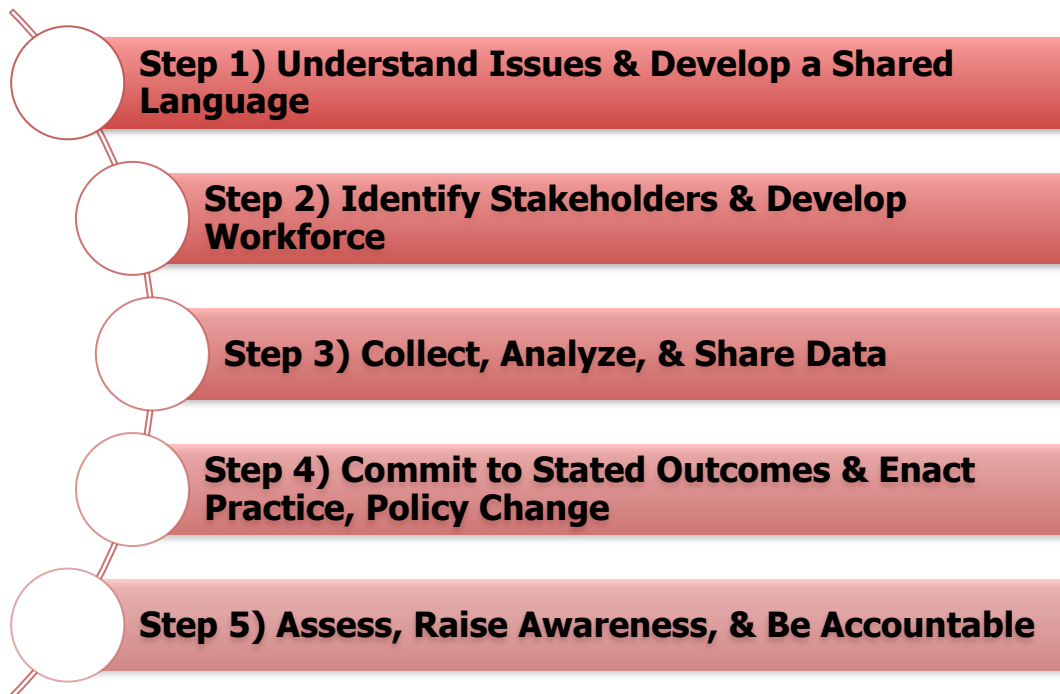 Step 1) Understand Issues & Develop a Shared
Language
Step 2) Identify Stakeholders & Develop
Workforce
Step 3) Collect, Analyze, & Share Data
Step 4) Commit to Stated Outcomes & Enact
Practice, Policy Change
Step 5) Assess, Raise Awareness, & Be Accountable